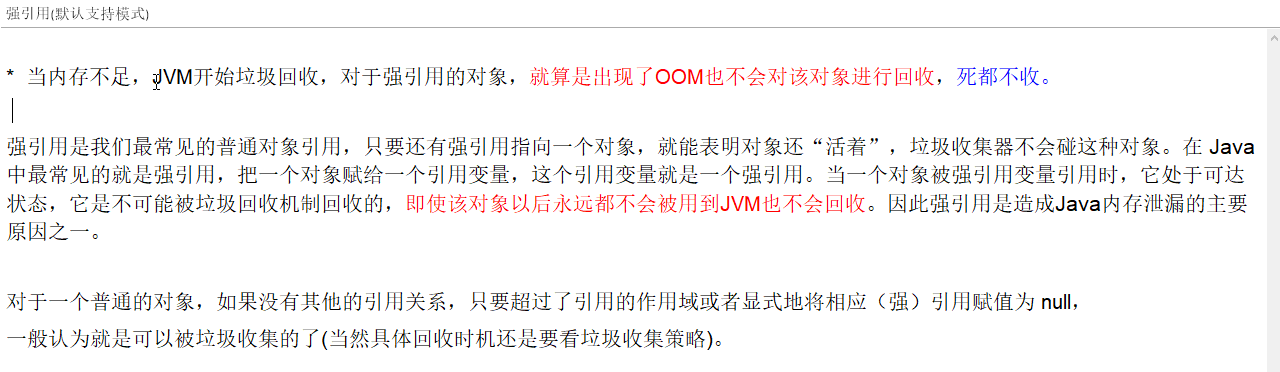 强引用(默认支持模式)
* 当内存不足，JVM开始垃圾回收，对于强引用的对象，就算是出现了OOM也不会对该对象进行回收，死都不收。
强引用是我们最常见的普通对象引用，只要还有强引用指向一个对象，就能表明对象还“活着”，垃圾收集器不会碰这种对象。在 Java
中最常见的就是强引用，把一个对象赋给一个引用变量，这个引用变量就是一个强引用。当一个对象被强引用变量引用时，它处于可达
状态，它是不可能被垃圾回收机制回收的，即使该对象以后永远都不会被用到JVM也不会回收。因此强引用是造成Java内存泄漏的主要
原因之一。
对于一个普通的对象，如果没有其他的引用关系，只要超过了引用的作用域或者显式地将相应（强）引用赋值为 null，
一般认为就是可以被垃圾收集的了(当然具体回收时机还是要看垃圾收集策略)。